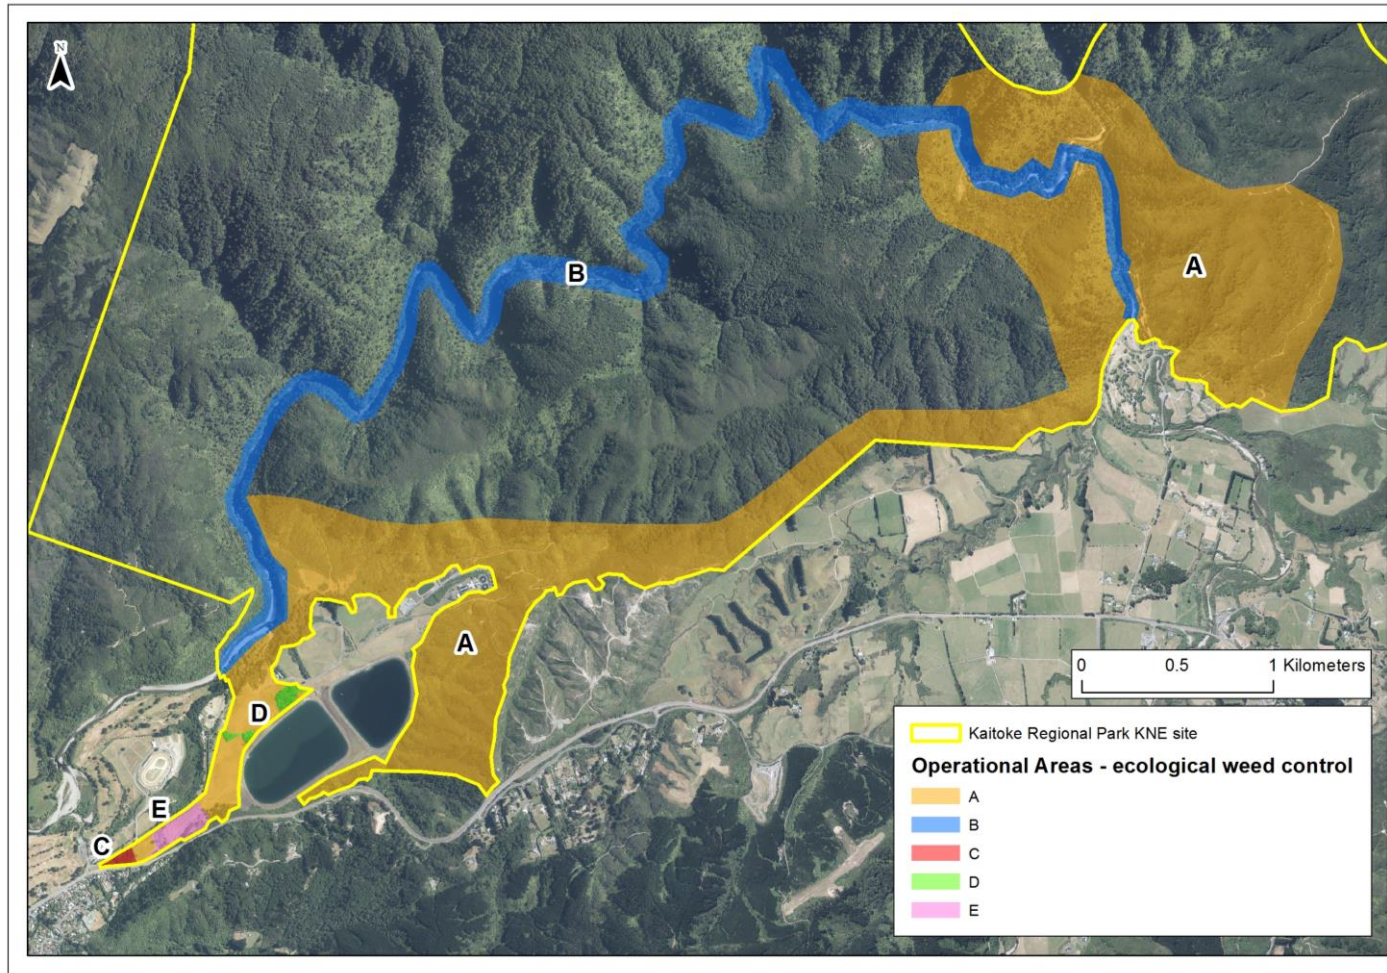 N
B
A
A
D
E
C
0 0.5 1 Kilometers
Kaitoke Regional Park KNE site
Operational Areas - ecological weed control
A
B
C
D
E